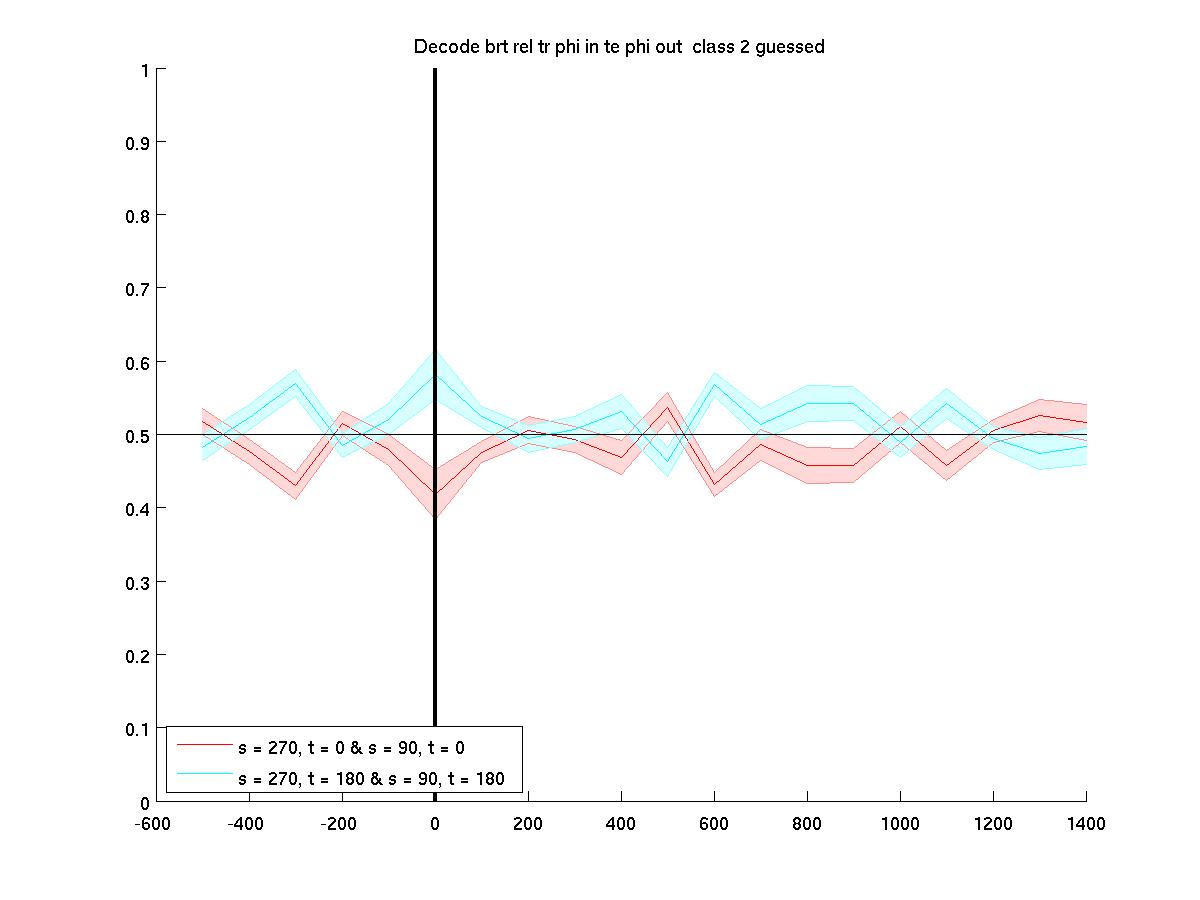 Decode brt rel tr phi in te phi out  class 2 guessed
1
0.9
0.8
0.7
0.6
0.5
0.4
0.3
0.2
0.1
0
s = 270, t = 0 & s = 90, t = 0
s = 270, t = 180 & s = 90, t = 180
-600 -400 -200 0 200 400 600 800 1000 1200 1400